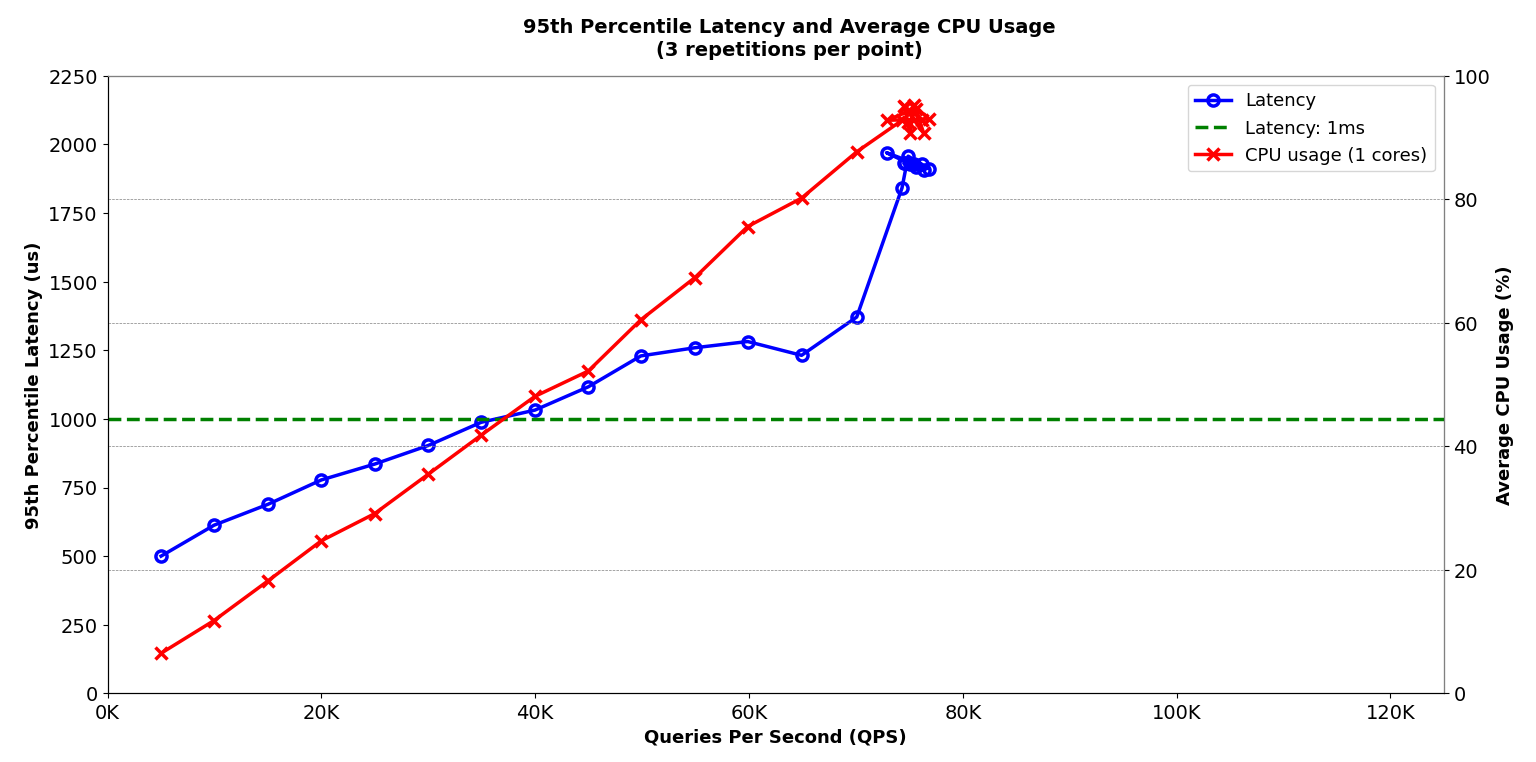 95th Percentile Latency and Average CPU Usage
(3 repetitions per point)
2250
2000
1750
1500
1250
1000
750
500
250
0
95th Percentile Latency (us)
100
80
60
40
20
0
Average CPU Usage (%)
Latency
Latency: 1ms
CPU usage (1 cores)
0K 20K 40K 60K 80K 100K 120K
Queries Per Second (QPS)